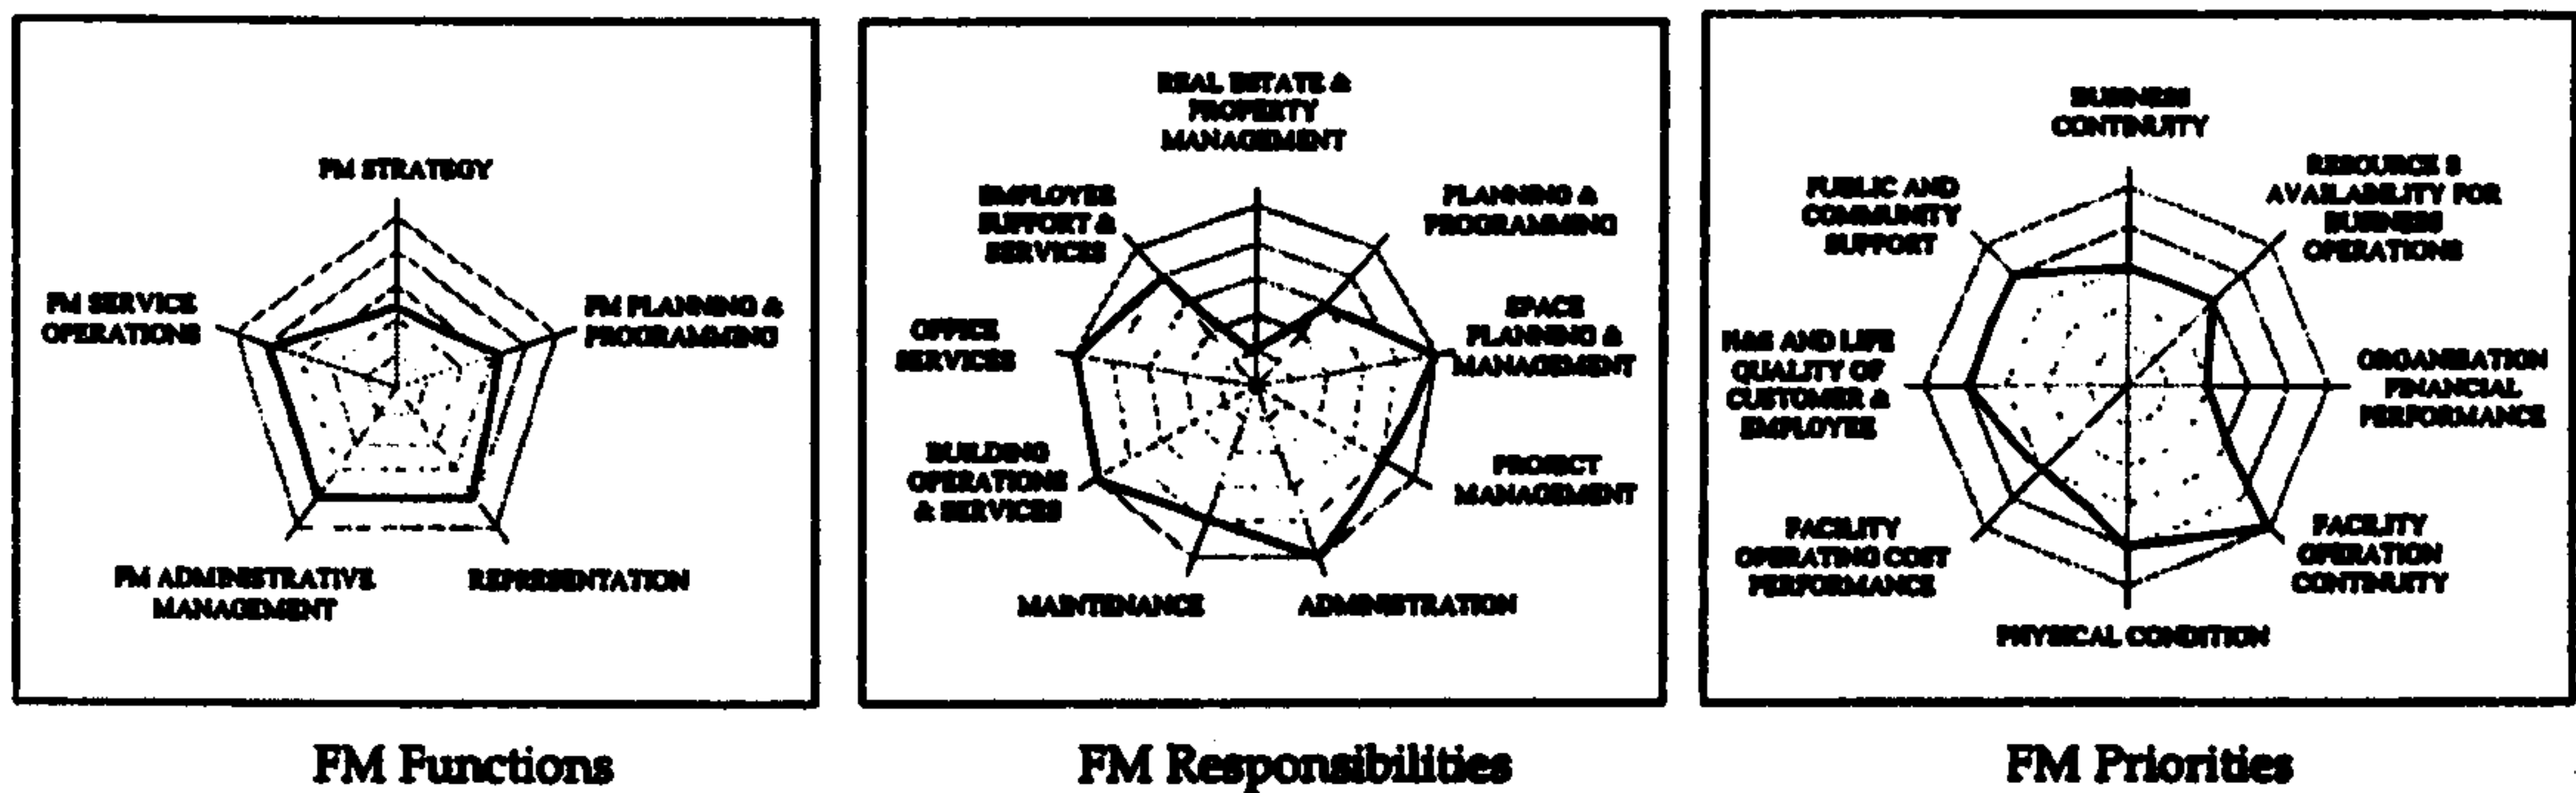 FM STRATEGY
FM PLANNING &
PROGRAMMING
REPRESENTATION
FM ADMINISTRATIVE
MANAGEMENT
FM SERVICE
OPERATIONS
FM Functions
REAL ESTATE &
PROPERTY
MANAGEMENT
PLANNING &
PROGRAMMING
SPACE
PLANNING &
MANAGEMENT
PROJECT
MANAGEMENT
ADMINISTRATION
MAINTENANCE
BUILDING
OPERATIONS
& SERVICES
OFFICE
SERVICES
EMPLOYEE
SUPPORT &
SERVICES
FM Responsibilities
BUSINESS
CONTINUITY
RESOURCE S
AVAILABILITY FOR
BUSINESS
OPERATIONS
ORGANISATION
FINANCIAL
PERFORMANCE
FACILITY
OPERATION
CONTINUITY
PHYSICAL CONDITION
FACILITY
OPERATING COST
PERFORMANCE
H&S AND LIFE
QUALITY OF
CUSTOMER &
EMPLOYEE
PUBLIC AND
COMMUNITY
SUPPORT
FM Priorities